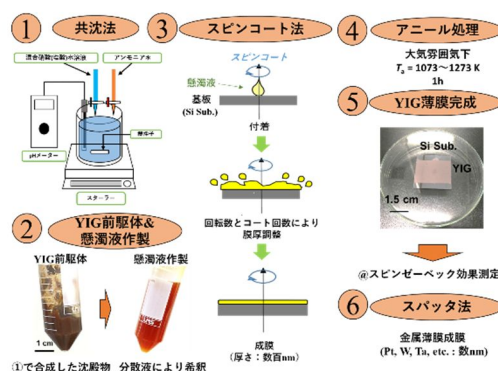 ① 共沈法
混合硝酸(塩酸)水溶液
アンモニア水
pHメーター
スターラー
② YIG前駆体&
懸濁液作製
YIG前駆体
懸濁液作製
1 cm
①で合成した沈殿物
分散液により希釈
③ スピンコート法
スピンコート
懸濁液
基板
(Si Sub.)
付着
回転数とコート回数により
膜厚調整
成膜
(厚さ:数百nm)
④ アニール処理
大気雰囲気下
Ta = 1073~1273 K
1h
⑤ YIG薄膜完成
Si Sub.
YIG
1.5 cm
@スピンゼーベック効果測定
⑥ スパッタ法
金属薄膜成膜
(Pt, W, Ta, etc. : 数nm)